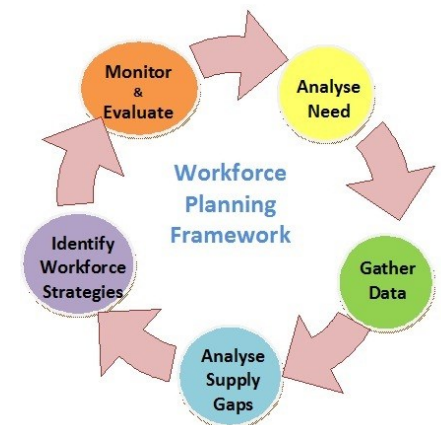 Monitor
&
Evaluate
Analyse
Need
Workforce
Planning
Framework
Gather
Data
Analyse
Supply
Gaps
Identify
Workforce
Strategies